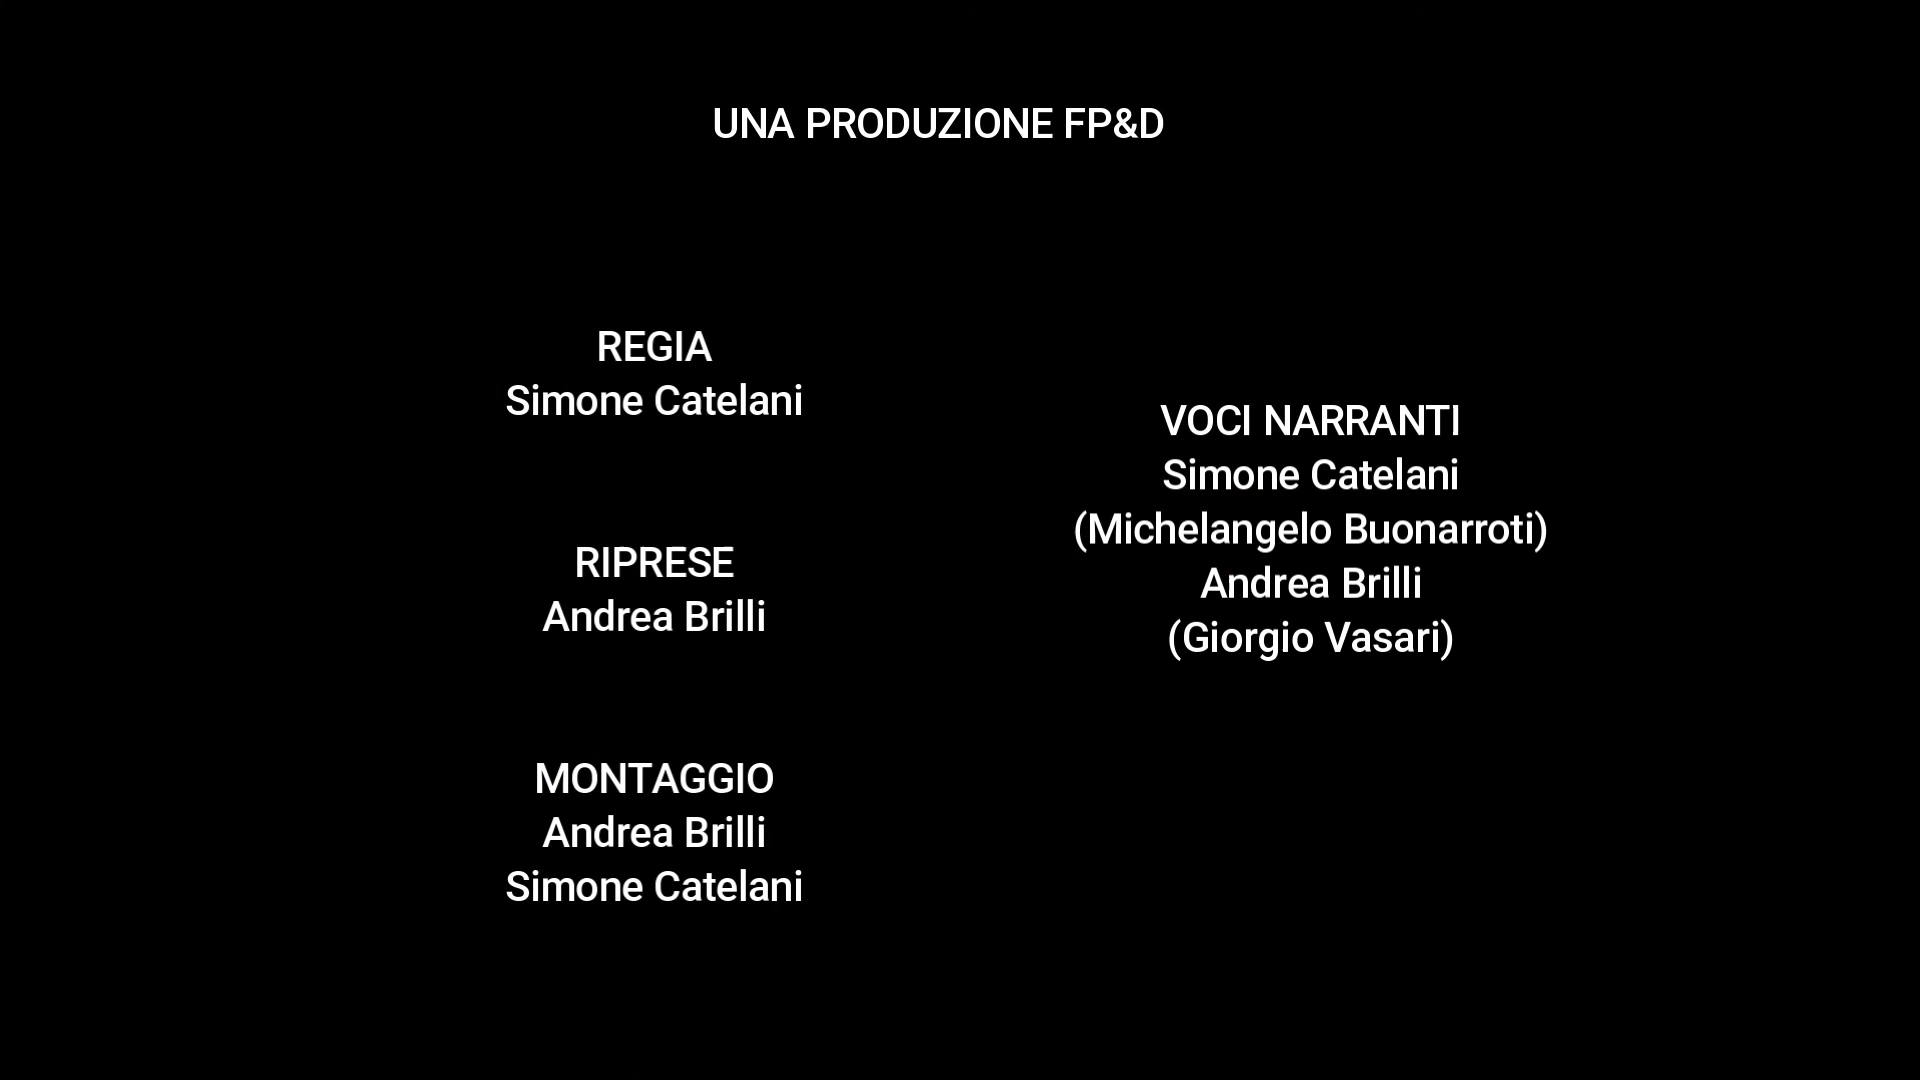 UNA PRODUZIONE FP&D
REGIA
Simone Catelani
RIPRESE
Andrea Brilli
MONTAGGIO
Andrea Brilli
Simone Catelani
VOCI NARRANTI
Simone Catelani
(Michelangelo Buonarroti)
Andrea Brilli
(Giorgio Vasari)